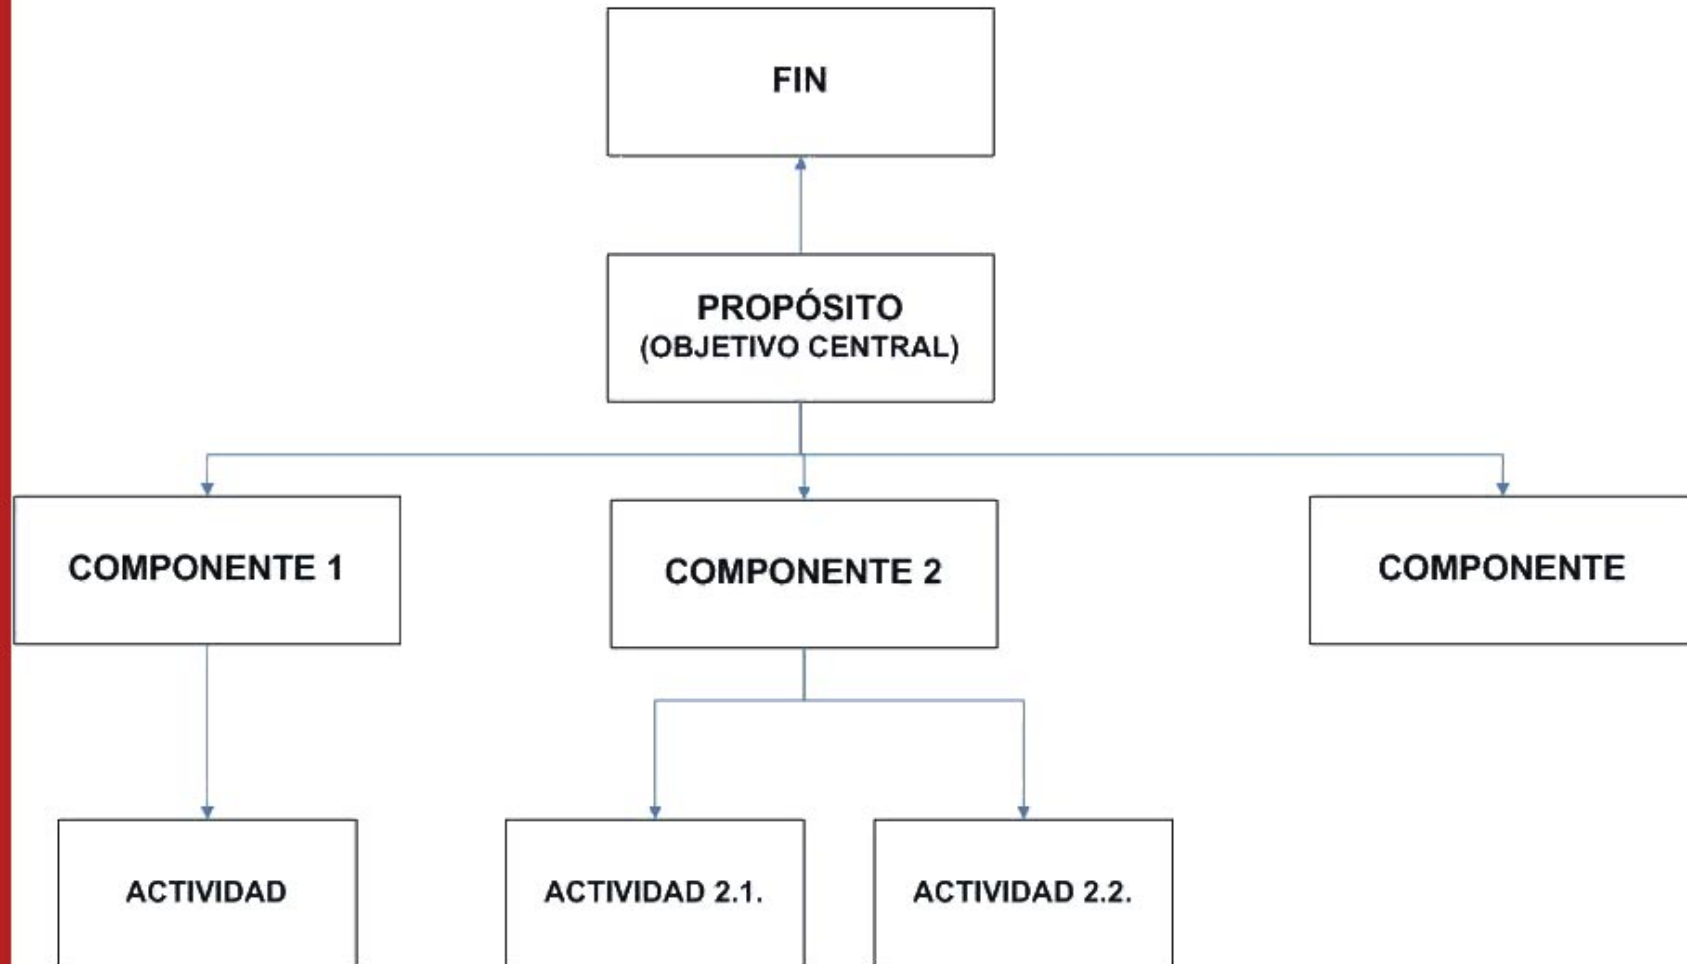 FIN
PROPÓSITO
(OBJETIVO CENTRAL)
COMPONENTE 1
COMPONENTE 2
COMPONENTE
ACTIVIDAD
ACTIVIDAD 2.1.
ACTIVIDAD 2.2.